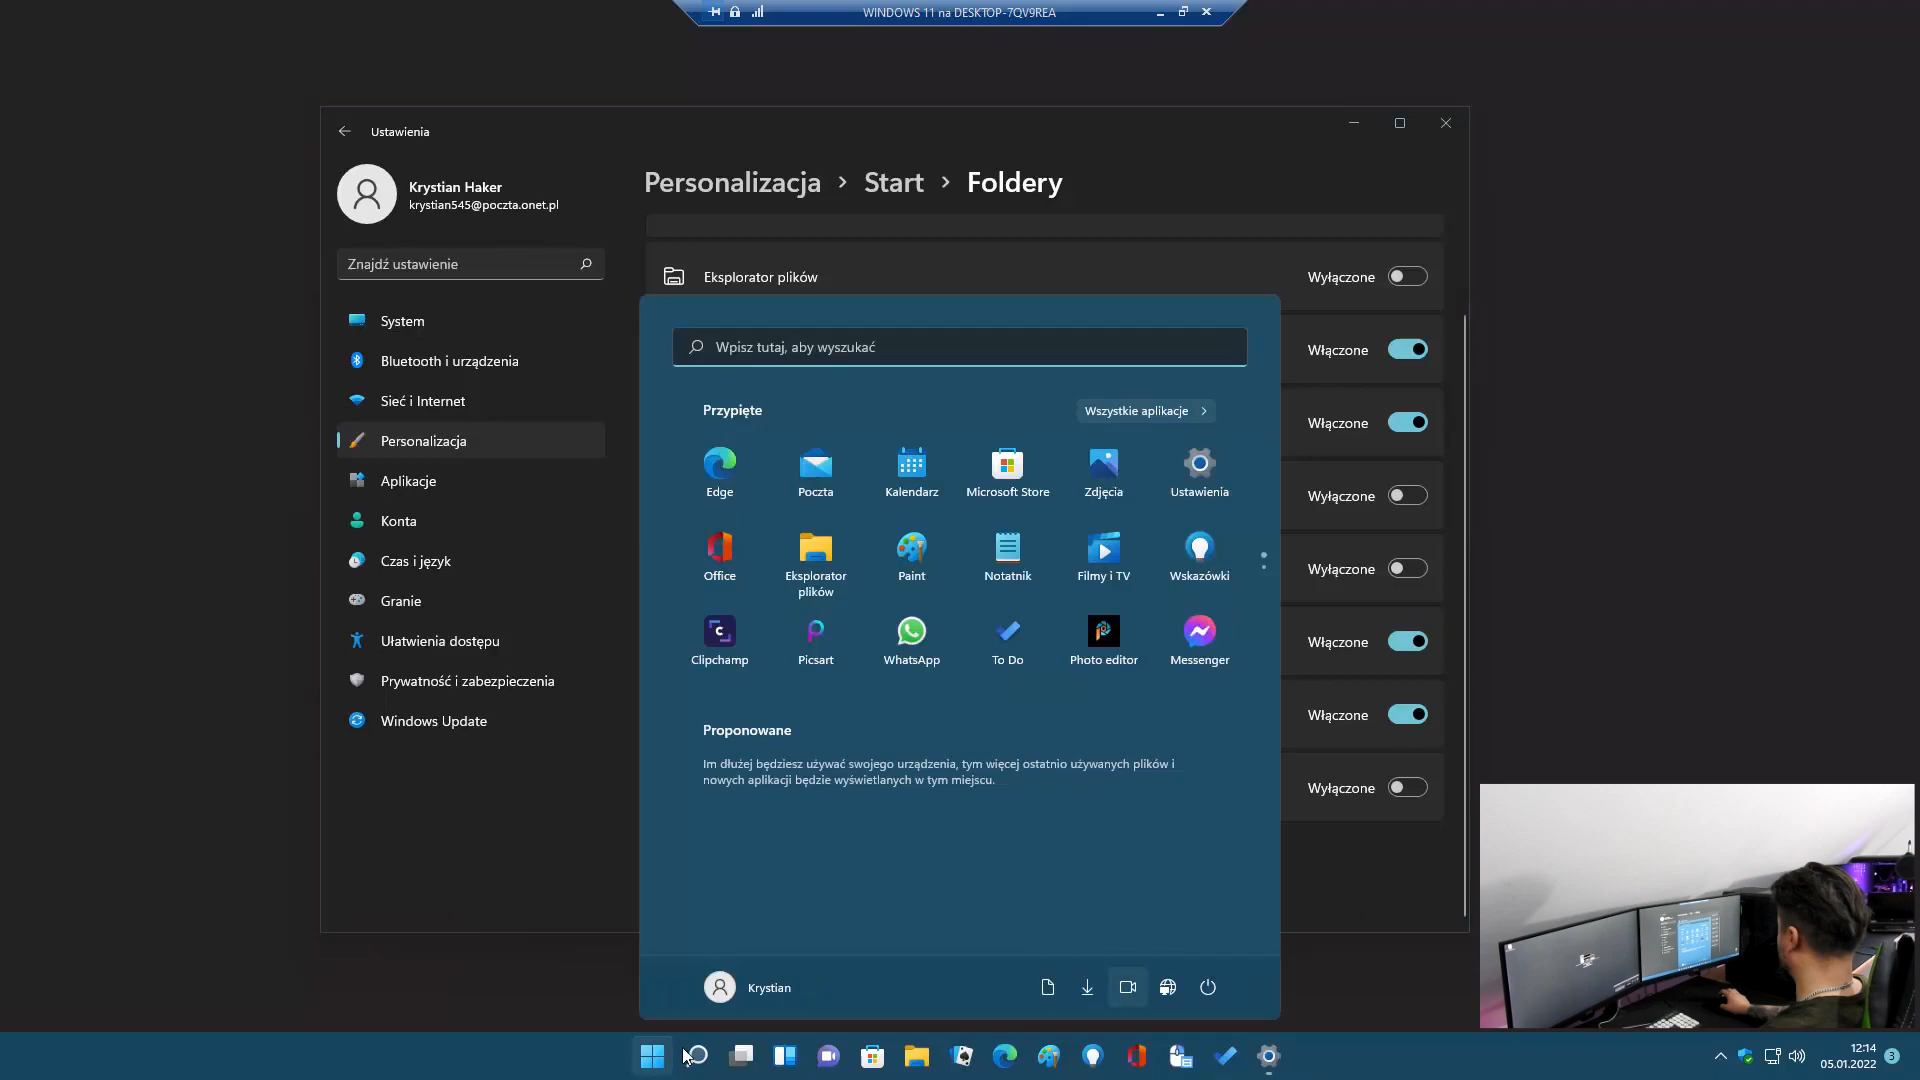 WINDOWS 11 na DESKTOP-7QV9REA
Ustawienia
Krystian Haker
krystian545@poczta.onet.pl
Znajdź ustawienie
System
Bluetooth i urządzenia
Sieć i Internet
Personalizacja
Aplikacje
Konta
Czas i język
Granie
Ułatwienia dostępu
Prywatność i zabezpieczenia
Windows Update
Personalizacja > Start > Foldery
Eksplorator plików
Wyłączone
Włączone
Włączone
Wyłączone
Wyłączone
Włączone
Włączone
Wyłączone
Wpisz tutaj, aby wyszukać
Przypięte
Wszystkie aplikacje >
Edge
Poczta
Kalendarz
Microsoft Store
Zdjęcia
Ustawienia
Office
Eksplorator
plików
Paint
Notatnik
Filmy i TV
Wskazówki
Clipchamp
Picsart
WhatsApp
To Do
Photo editor
Messenger
Proponowane
Im dłużej będziesz używać swojego urządzenia, tym więcej ostatnio używanych plików i
nowych aplikacji będzie wyświetlanych w tym miejscu.
Krystian
12:14
05.01.2022
3